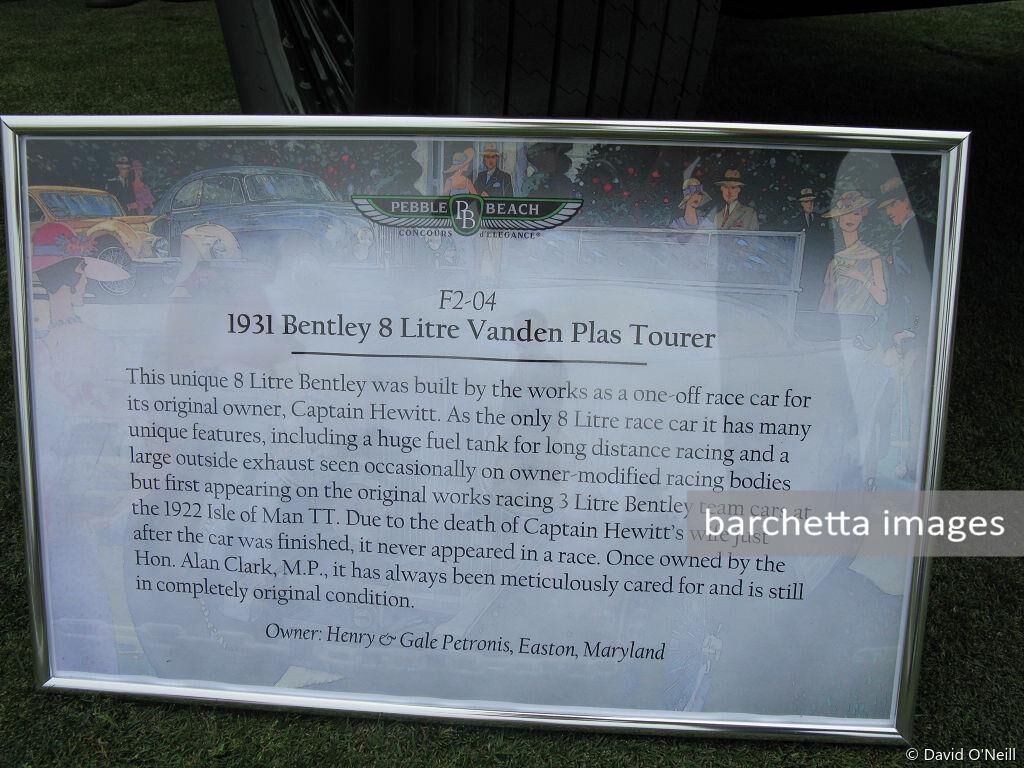 PEBBLE PB BEACH
CONCOURS d'ELEGANCE®
F2-04
1931 Bentley 8 Litre Vanden Plas Tourer
This unique 8 Litre Bentley was built by the works as a one-off race car for
its original owner, Captain Hewitt. As the only 8 Litre race car it has many
unique features, including a huge fuel tank for long distance racing and a
large outside exhaust seen occasionally on owner-modified racing bodies
but first appearing on the original works racing 3 Litre Bentley team cars at
the 1922 Isle of Man TT. Due to the death of Captain Hewitt's wife just
after the car was finished, it never appeared in a race. Once owned by the
Hon. Alan Clark, M.P., it has always been meticulously cared for and is still
in completely original condition.
Owner: Henry & Gale Petronis, Easton, Maryland
barchetta images
© David O'Neill